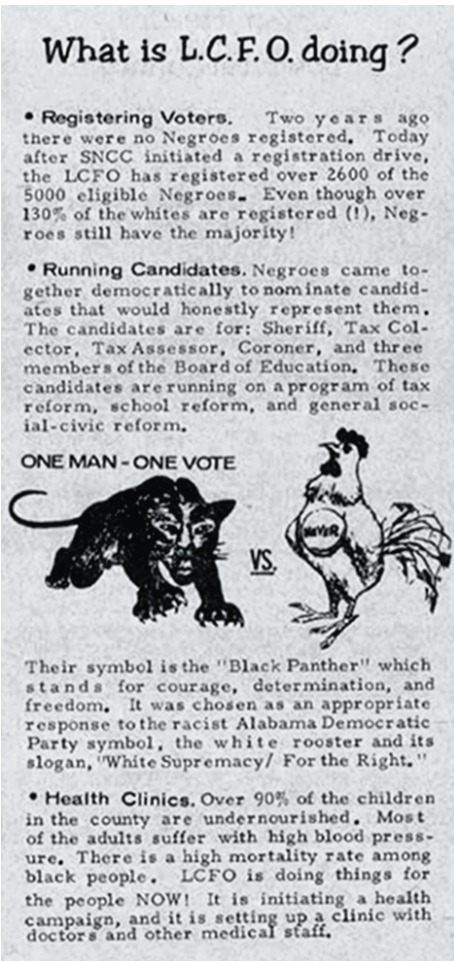 What is L.C.F.O. doing?
• Registering Voters. Two years ago
there were no Negroes registered. Today
after SNCC initiated a registration drive,
the LCFO has registered over 2600 of the
5000 eligible Negroes. Even though over
130% of the whites are registered (!), Neg-
roes still have the majority!
• Running Candidates. Negroes came to-
gether democratically to nominate candid-
ates that would honestly represent them.
The candidates are for: Sheriff, Tax Col-
ector, Tax Assessor, Coroner, and three
members of the Board of Education. These
candidates are running on a program of tax
reform, school reform, and general soc-
ial-civic reform.
ONE MAN - ONE VOTE
VS.
NEVER
Their symbol is the "Black Panther" which
stands for courage, determination, and
freedom. It was chosen as an appropriate
response to the racist Alabama Democratic
Party symbol, the white rooster and its
slogan, "White Supremacy/ For the Right."
• Health Clinics. Over 90% of the children
in the county are undernourished. Most
of the adults suffer with high blood press-
ure. There is a high mortality rate among
black people. LCFO is doing things for
the people NOW! It is initiating a health
campaign, and it is setting up a clinic with
doctors and other medical staff.